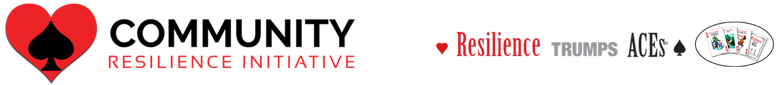 COMMUNITY
RESILIENCE INITIATIVE
Resilience TRUMPS ACEs